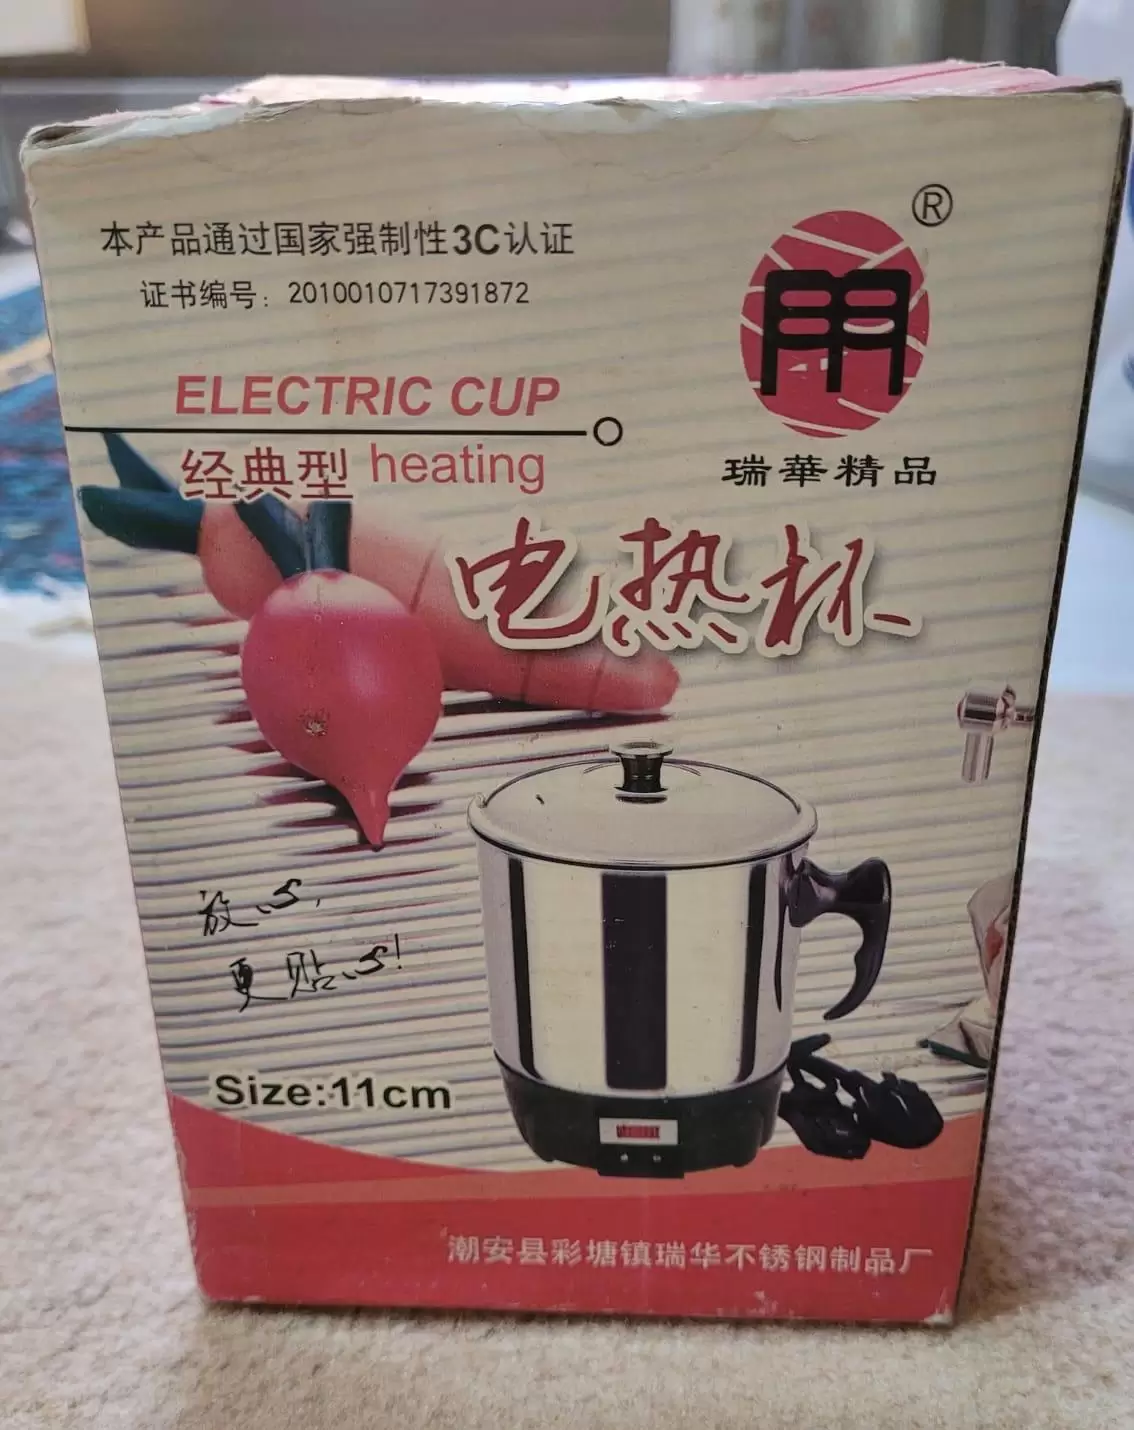 本产品通过国家强制性3C认证
证书编号：2010010717391872
®
瑞華精品
ELECTRIC CUP
经典型 heating
电热杯
放心，
更贴心！
Size:11cm
潮安县彩塘镇瑞华不锈钢制品厂